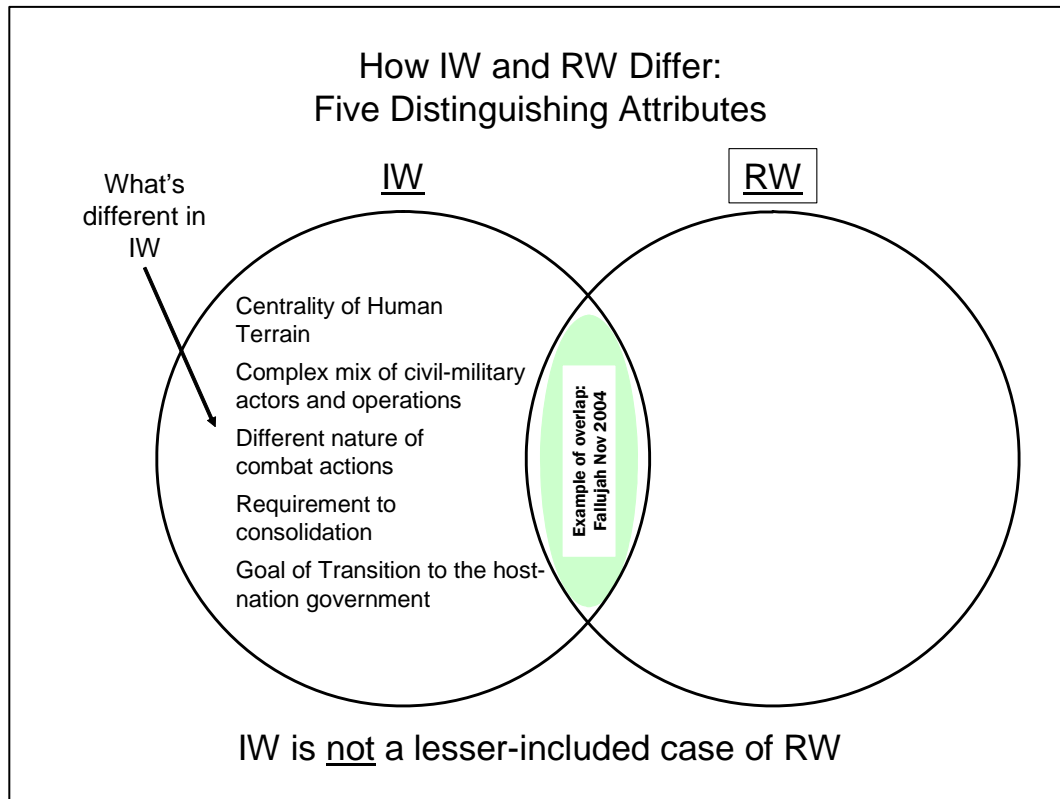 How IW and RW Differ:
Five Distinguishing Attributes
IW
RW
What's
different in
IW
Centrality of Human
Terrain
Complex mix of civil-military
actors and operations
Different nature of
combat actions
Requirement to
consolidation
Goal of Transition to the host-
nation government
Example of overlap:
Fallujah Nov 2004
IW is not a lesser-included case of RW